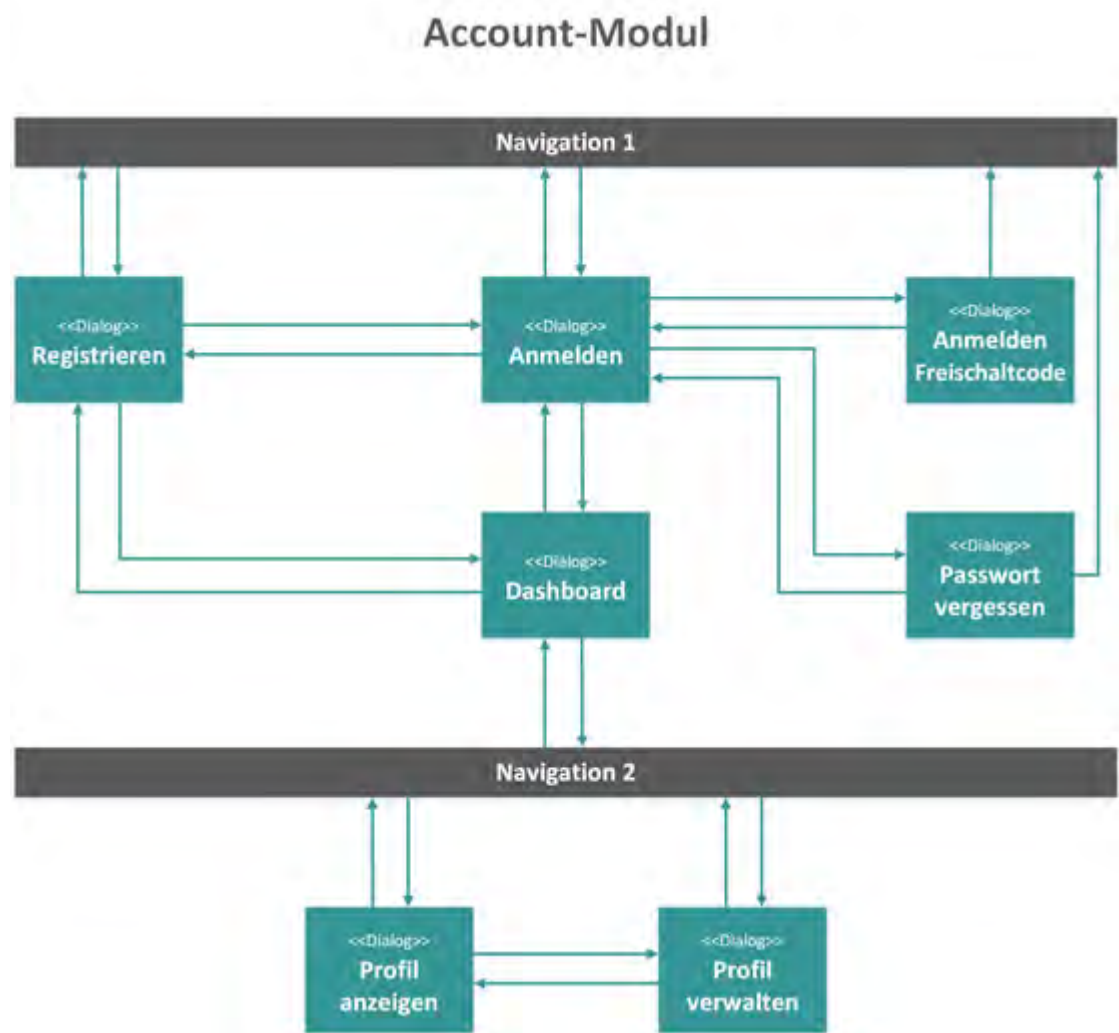 Account-Modul
Navigation 1
<<Dialog>>
Registrieren
<<Dialog>>
Anmelden
<<Dialog>>
Anmelden
Freischaltcode
<<Dialog>>
Dashboard
<<Dialog>>
Passwort
vergessen
Navigation 2
<<Dialog>>
Profil
anzeigen
<<Dialog>>
Profil
verwalten